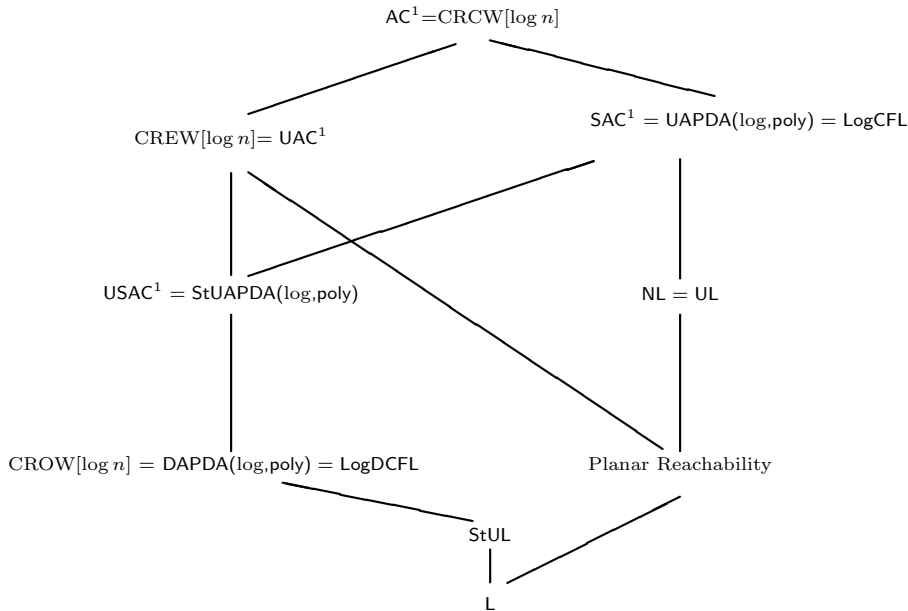 AC¹=CRCW[log n]
SAC¹ = UAPDA(log,poly) = LogCFL
CREW[log n]= UAC¹
USAC¹ = StUAPDA(log,poly)
NL = UL
CROW[log n] = DAPDA(log,poly) = LogDCFL
Planar Reachability
StUL
L